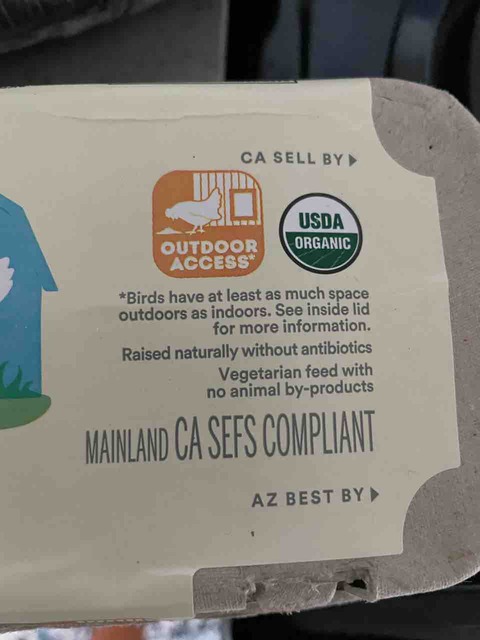 CA SELL BY
OUTDOOR
ACCESS*
USDA
ORGANIC
*Birds have at least as much space
outdoors as indoors. See inside lid
for more information.
Raised naturally without antibiotics
Vegetarian feed with
no animal by-products
MAINLAND CA SEFS COMPLIANT
AZ BEST BY